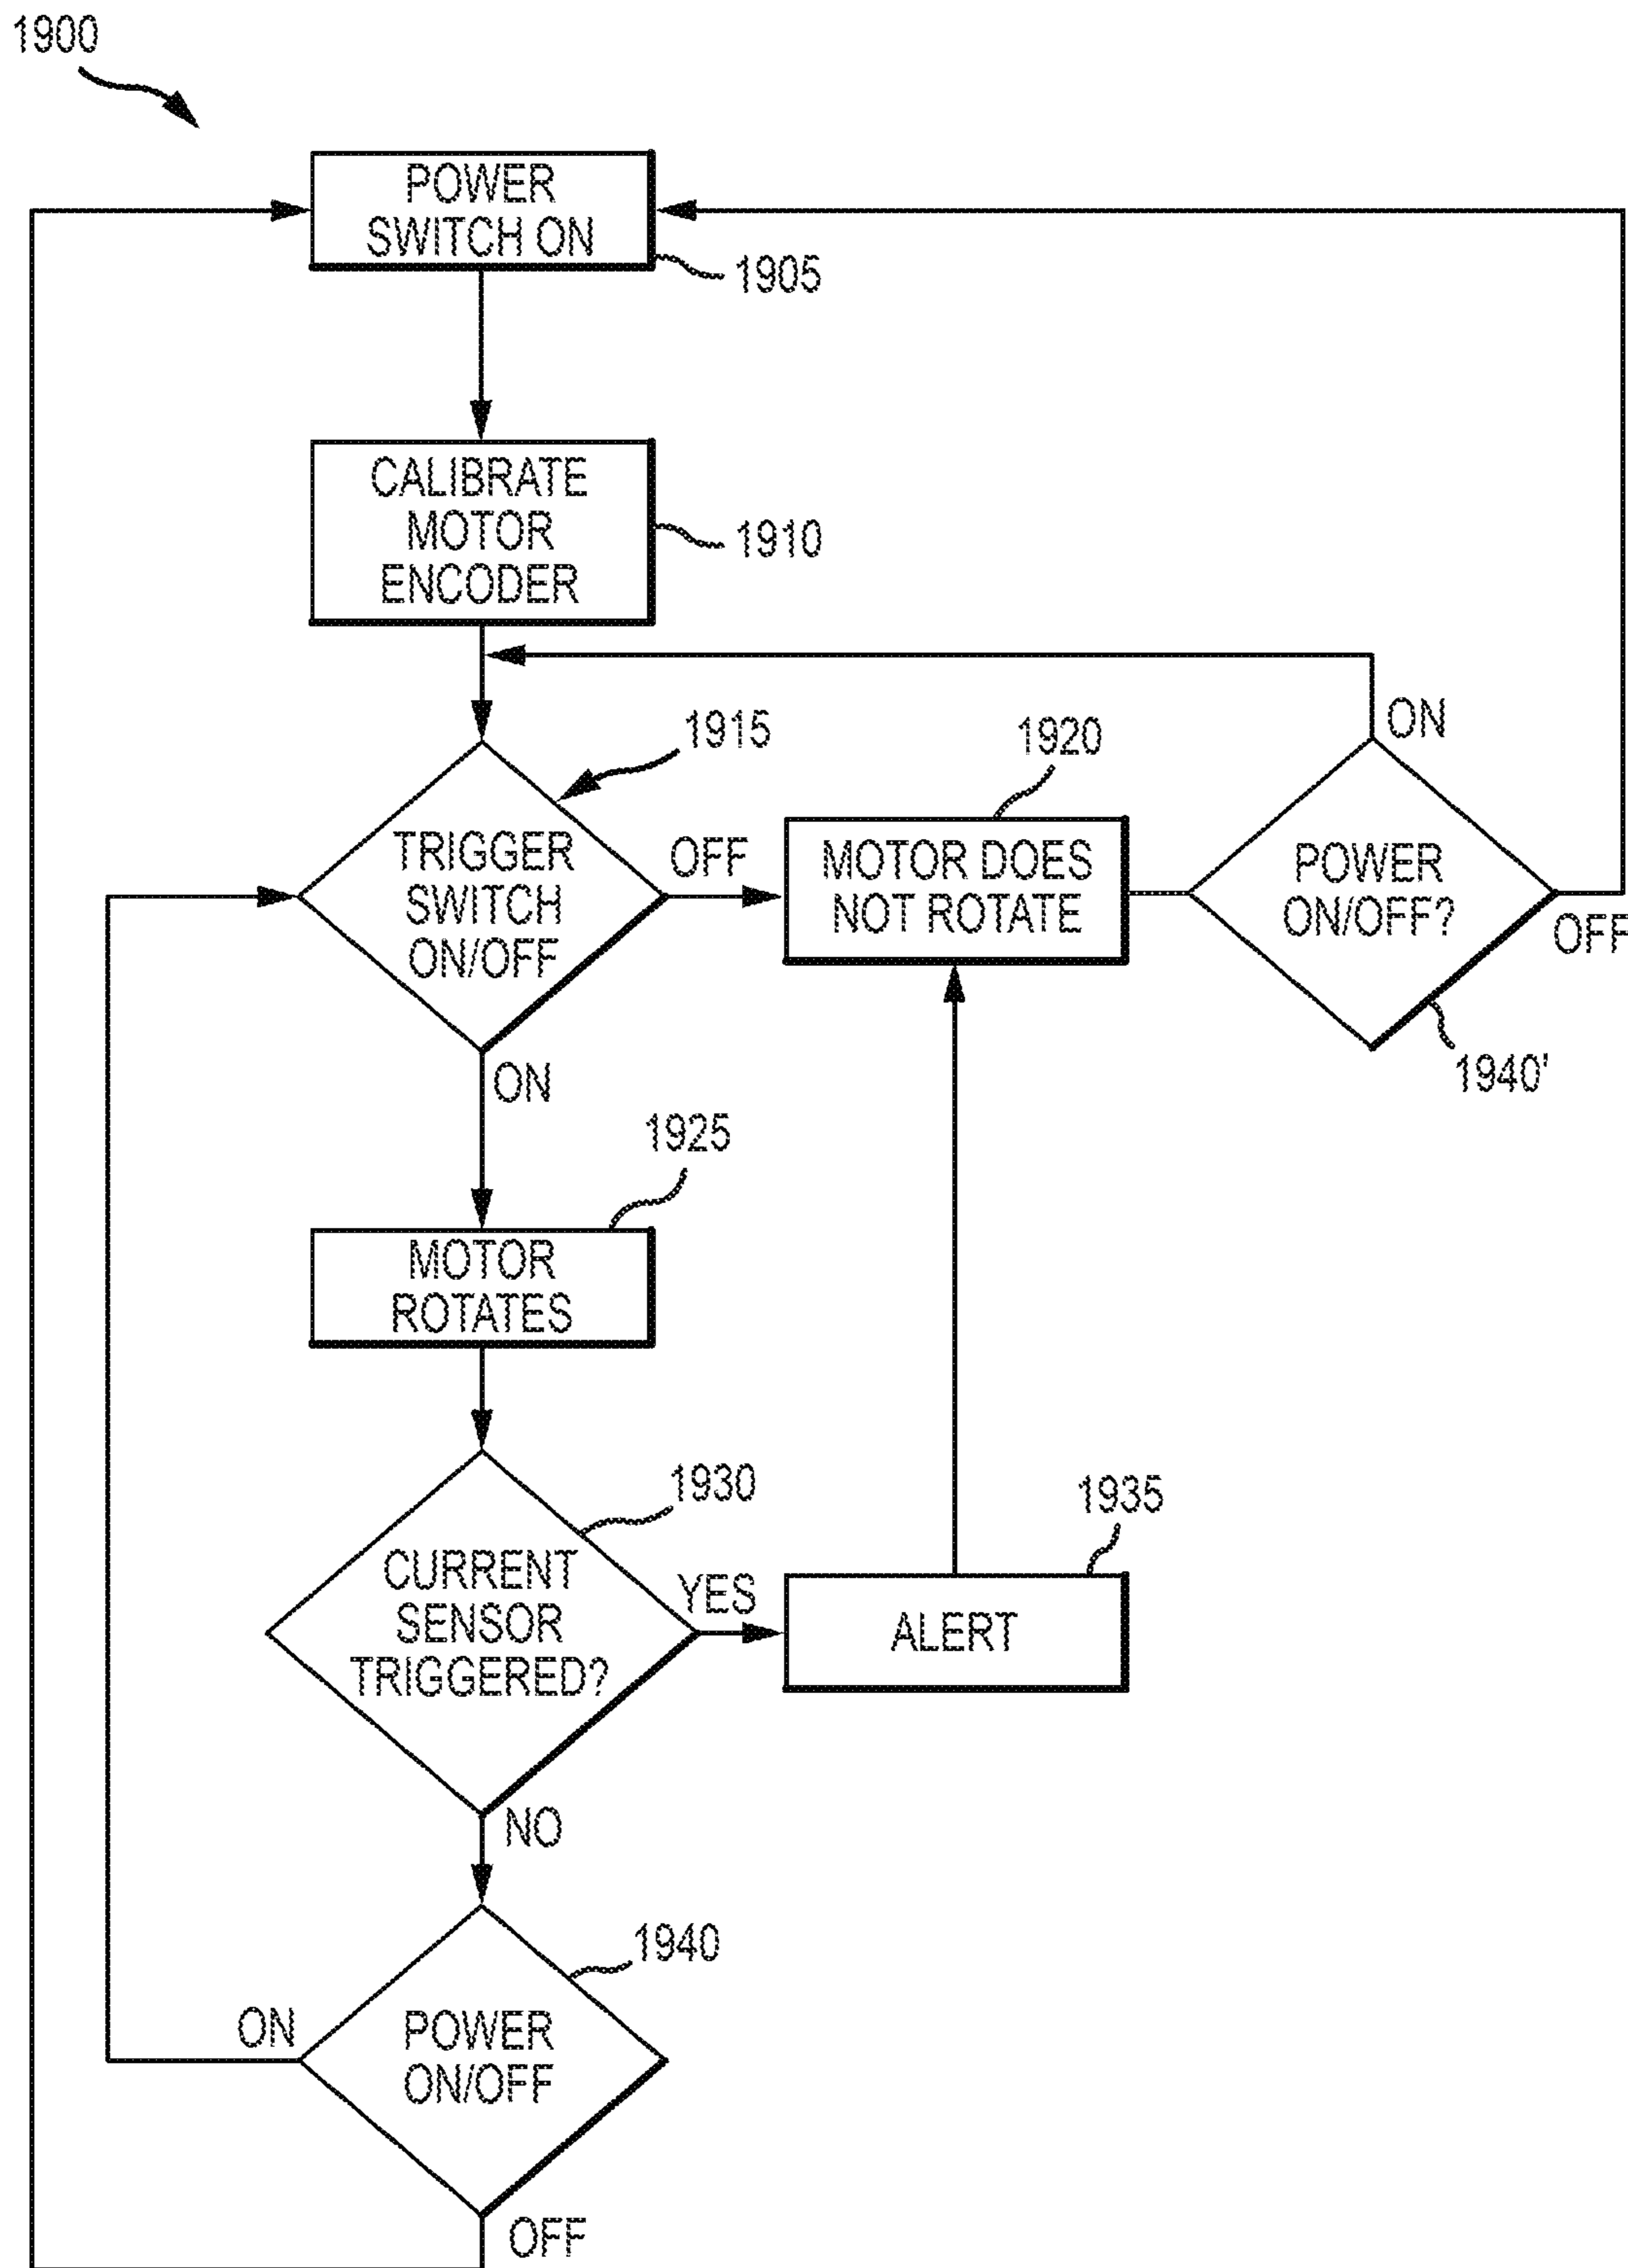 1900
POWER
SWITCH ON
1905
CALIBRATE
MOTOR
ENCODER
1910
1915
TRIGGER
SWITCH
ON/OFF
OFF
1920
MOTOR DOES
NOT ROTATE
ON
POWER
ON/OFF?
OFF
1940'
ON
1925
MOTOR
ROTATES
1930
CURRENT
SENSOR
TRIGGERED?
YES
1935
ALERT
NO
1940
ON
POWER
ON/OFF
OFF